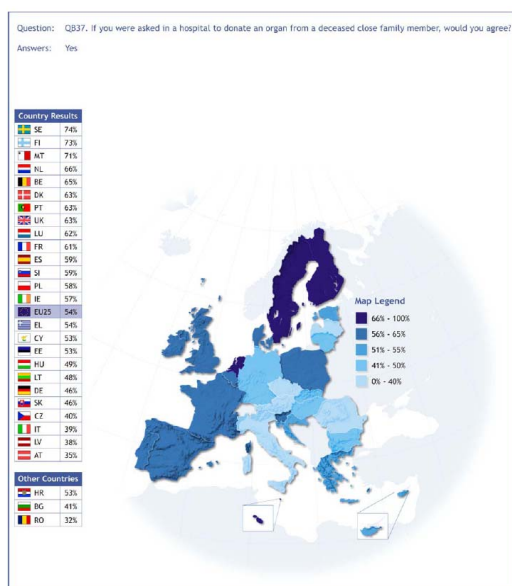 Question: QB37. If you were asked in a hospital to donate an organ from a deceased close family member, would you agree?
Answers: Yes
Country Results
SE 74%
FI 73%
MT 71%
NL 66%
BE 65%
DK 63%
PT 63%
UK 63%
LU 62%
FR 61%
ES 59%
SI 59%
PL 58%
IE 57%
EU25 54%
EL 54%
CY 53%
EE 53%
HU 49%
LT 48%
DE 46%
SK 46%
CZ 40%
IT 39%
LV 38%
AT 35%
Other Countries
HR 53%
BG 41%
RO 32%
Map Legend
66% - 100%
56% - 65%
51% - 55%
41% - 50%
0% - 40%